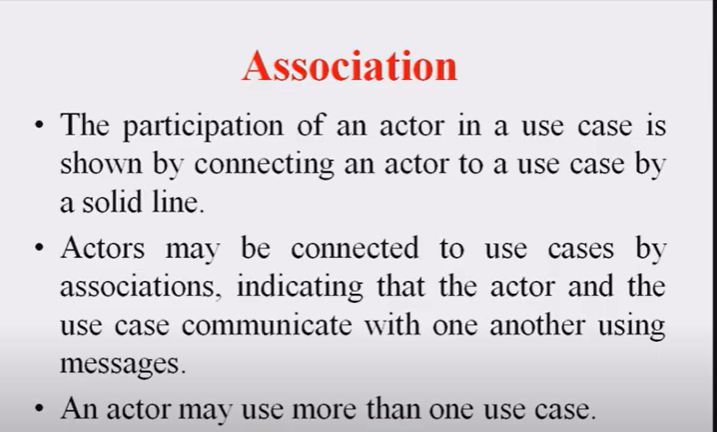 Association
• The participation of an actor in a use case is
shown by connecting an actor to a use case by
a solid line.
• Actors may be connected to use cases by
associations, indicating that the actor and the
use case communicate with one another using
messages.
• An actor may use more than one use case.